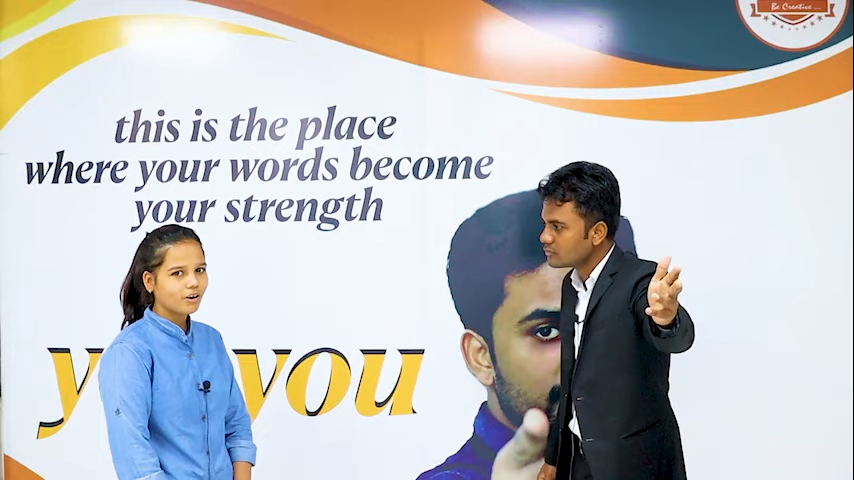 Be Creative ...
this is the place
where your words become
your strength
you